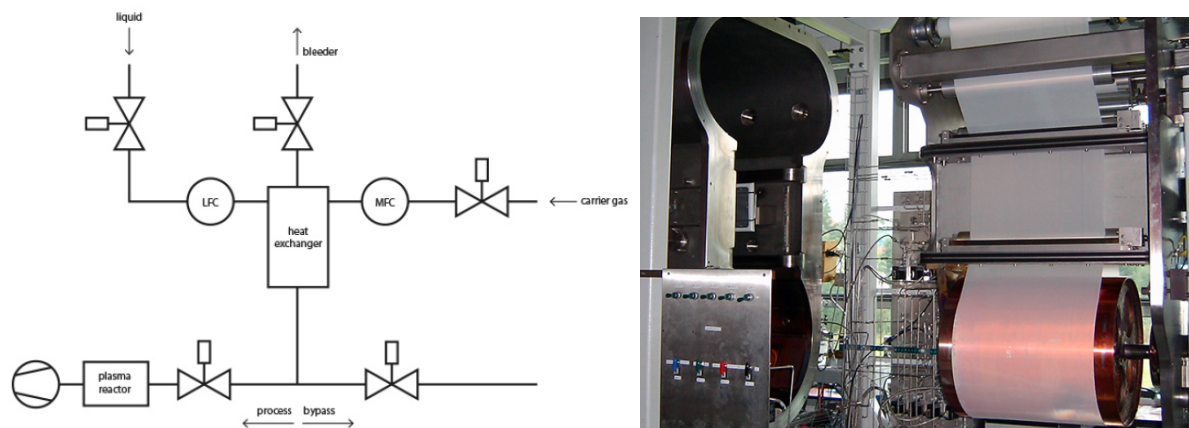 liquid
bleeder
LFC
MFC
carrier gas
heat
exchanger
plasma
reactor
process
bypass